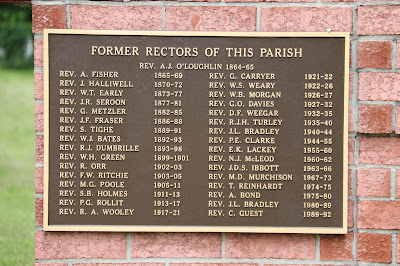 FORMER RECTORS OF THIS PARISH
REV. A.J. O'LOUGHLIN 1864-65
REV. A. FISHER 1865-69
REV. J. HALLIWELL 1870-72
REV. W.T. EARLY 1873-77
REV. J.R. SEROON 1877-81
REV. G. METZLER 1882-85
REV. J.F. FRASER 1886-88
REV. S. TIGHE 1889-91
REV. W.J. BATES 1892-93
REV. R.J. DUMBRILLE 1893-98
REV. W.H. GREEN 1899-1901
REV. R. ORR 1902-03
REV. F.W. RITCHIE 1903-05
REV. M.G. POOLE 1905-11
REV. S.B. HOLMES 1911-13
REV. P.G. ROLLIT 1913-17
REV. R. A. WOOLEY 1917-21
REV. G. CARRYER 1921-22
REV. W.S. WEARY 1922-26
REV. W.B. MORGAN 1926-27
REV. G.O. DAVIES 1927-32
REV. D.F. WEEGAR 1932-35
REV. R.J.H. TURLEY 1935-40
REV. J.L. BRADLEY 1940-44
REV. P.E. CLARKE 1944-55
REV. E.K. LACKEY 1955-60
REV. N.J. McLEOD 1960-62
REV. J.D.S. IBBOTT 1963-66
REV. M.D. MURCHISON 1967-73
REV. T. REINHARDT 1974-75
REV. A. BOND 1975-80
REV. J.L. BRADLEY 1980-89
REV. C. GUEST 1989-92